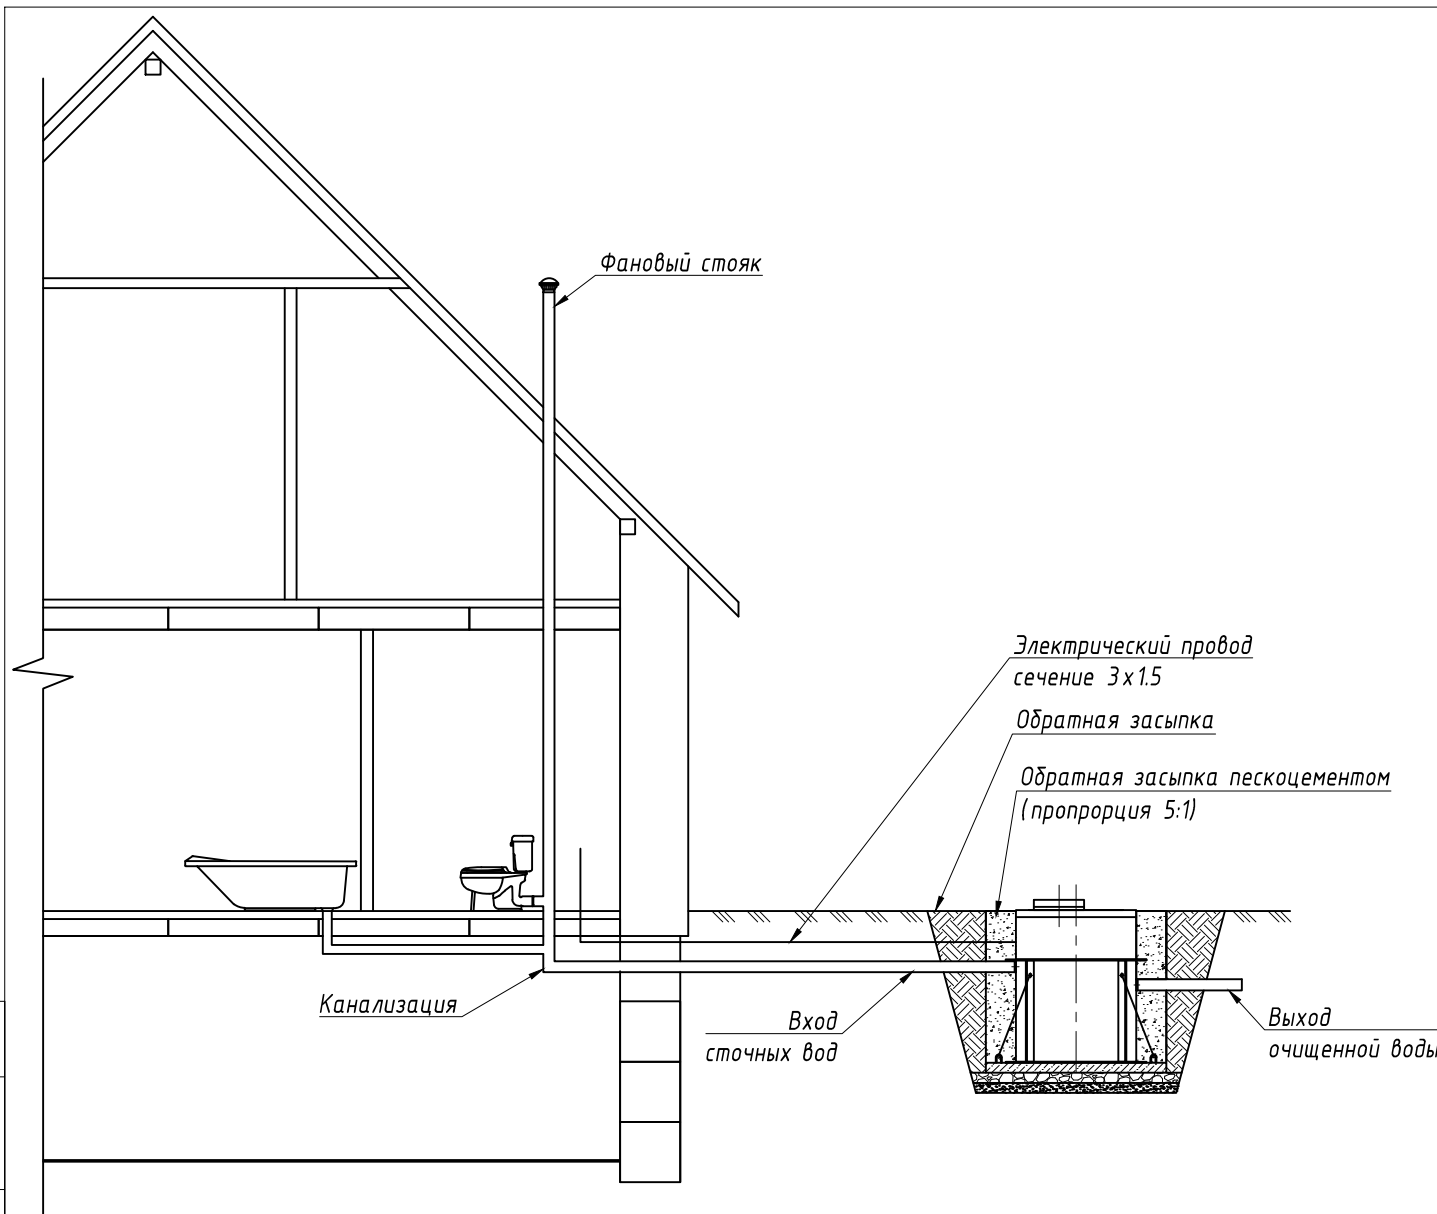 Фановый стояк
Электрический провод
сечение 3х1.5
Обратная засыпка
Обратная засыпка пескоцементом
(пропрорция 5:1)
Канализация
Вход
сточных вод
Выход
очищенной воды